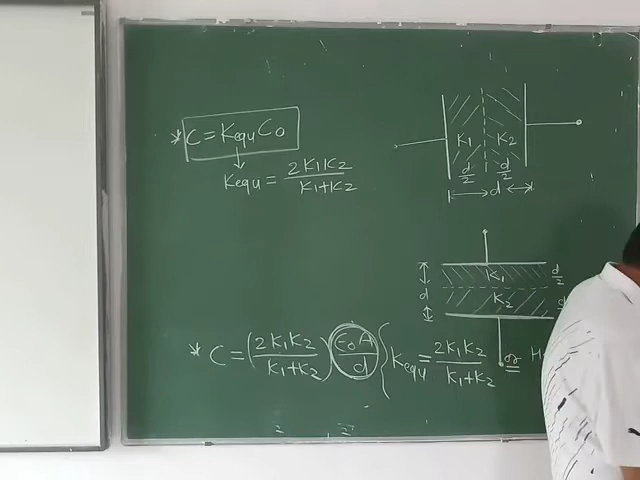 * C = Kequ C0
Kequ = 2K1K2 / K1+K2
K1 K2
d/2 d/2
d
K1 d/2
d K2 d
* C = (2K1K2 / K1+K2) (ε0A / d) { Kequ = 2K1K2 / K1+K2 or H